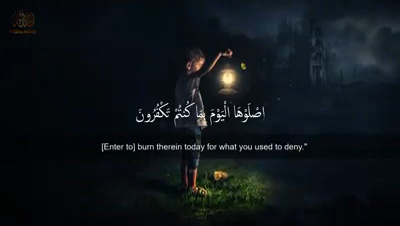 اصْلَوْهَا الْيَوْمَ بِمَا كُنتُمْ تَكْفُرُونَ
[Enter to] burn therein today for what you used to deny."